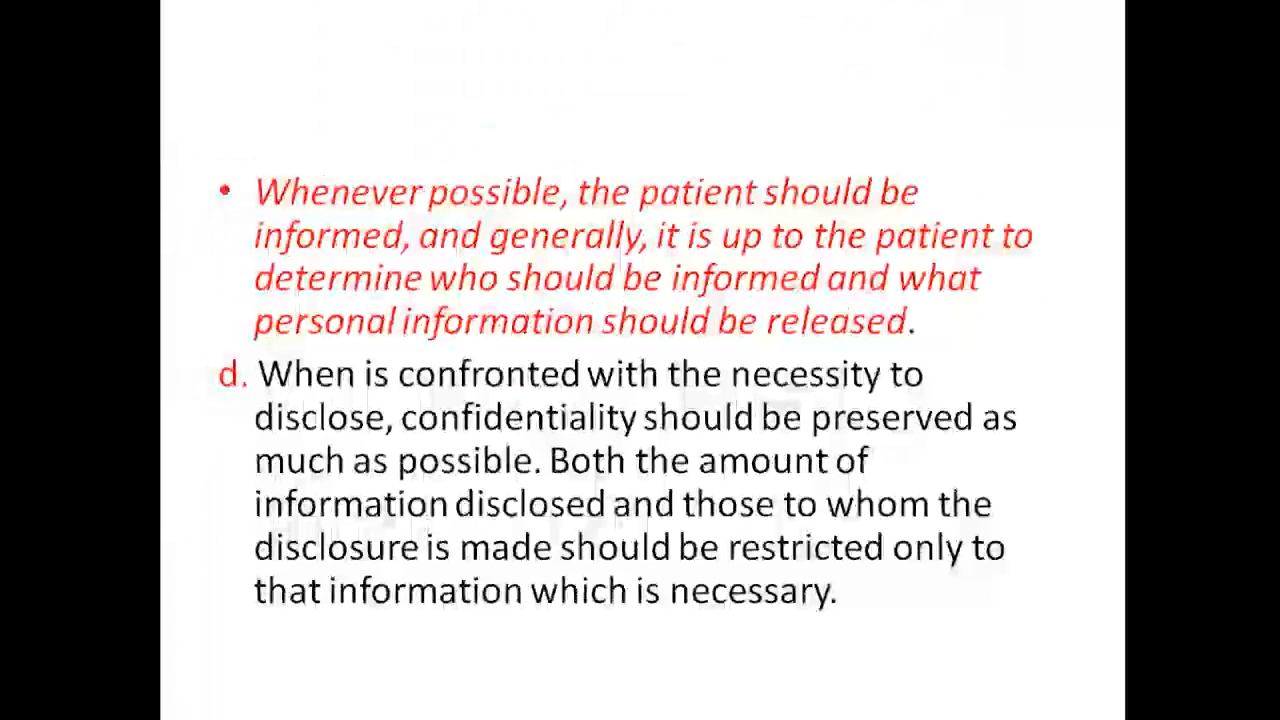 • Whenever possible, the patient should be
informed, and generally, it is up to the patient to
determine who should be informed and what
personal information should be released.
d. When is confronted with the necessity to
disclose, confidentiality should be preserved as
much as possible. Both the amount of
information disclosed and those to whom the
disclosure is made should be restricted only to
that information which is necessary.